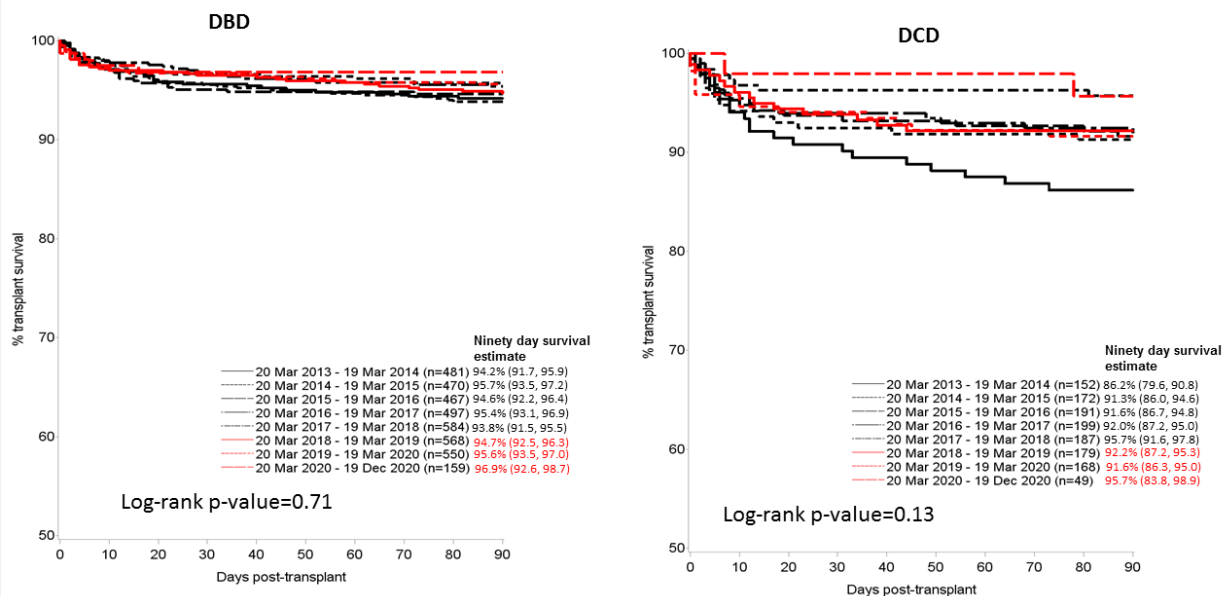 DBD
100
90
80
70
60
50
% transplant survival
Ninety day survival
estimate
20 Mar 2013 - 19 Mar 2014 (n=481) 94.2% (91.7, 95.9)
20 Mar 2014 - 19 Mar 2015 (n=470) 95.7% (93.5, 97.2)
20 Mar 2015 - 19 Mar 2016 (n=467) 94.6% (92.2, 96.4)
20 Mar 2016 - 19 Mar 2017 (n=497) 95.4% (93.1, 96.9)
20 Mar 2017 - 19 Mar 2018 (n=584) 93.8% (91.5, 95.5)
20 Mar 2018 - 19 Mar 2019 (n=568) 94.7% (92.5, 96.3)
20 Mar 2019 - 19 Mar 2020 (n=550) 95.6% (93.5, 97.0)
20 Mar 2020 - 19 Dec 2020 (n=159) 96.9% (92.6, 98.7)
Log-rank p-value=0.71
0 10 20 30 40 50 60 70 80 90
Days post-transplant
DCD
100
90
80
70
60
50
% transplant survival
Ninety day survival
estimate
20 Mar 2013 - 19 Mar 2014 (n=152) 86.2% (79.6, 90.8)
20 Mar 2014 - 19 Mar 2015 (n=172) 91.3% (86.0, 94.6)
20 Mar 2015 - 19 Mar 2016 (n=191) 91.6% (86.7, 94.8)
20 Mar 2016 - 19 Mar 2017 (n=199) 92.0% (87.2, 95.0)
20 Mar 2017 - 19 Mar 2018 (n=187) 95.7% (91.6, 97.8)
20 Mar 2018 - 19 Mar 2019 (n=179) 92.2% (87.2, 95.3)
20 Mar 2019 - 19 Mar 2020 (n=168) 91.6% (86.3, 95.0)
20 Mar 2020 - 19 Dec 2020 (n=49) 95.7% (83.8, 98.9)
Log-rank p-value=0.13
0 10 20 30 40 50 60 70 80 90
Days post-transplant